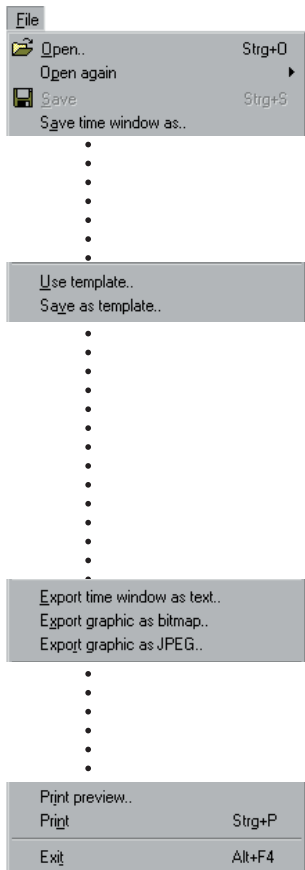 File
Open.. Strg+O
Open again
Save Strg+S
Save time window as..
Use template..
Save as template..
Export time window as text..
Export graphic as bitmap..
Export graphic as JPEG..
Print preview..
Print Strg+P
Exit Alt+F4